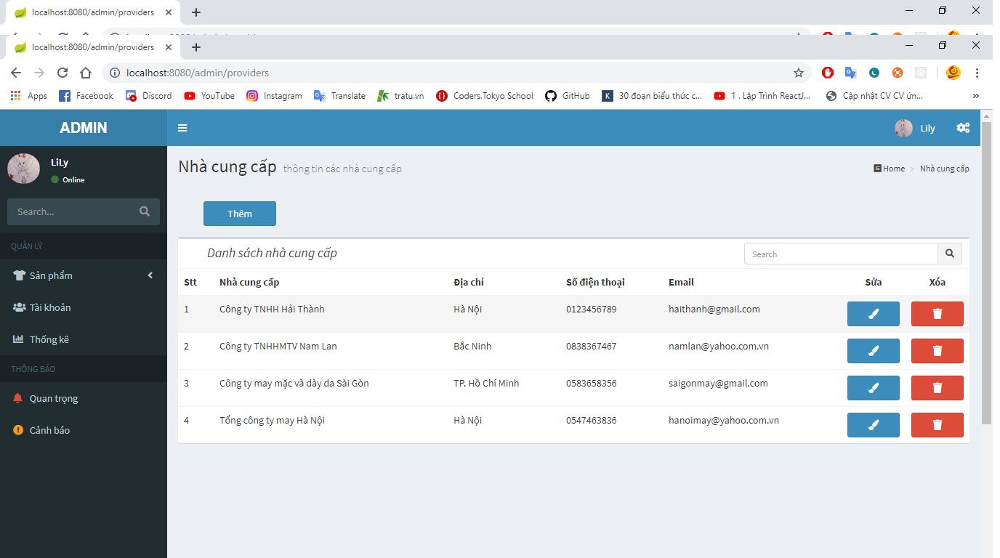 localhost:8080/admin/providers
localhost:8080/admin/providers
localhost:8080/admin/providers
Apps Facebook Discord YouTube Instagram Translate tratu.vn Coders.Tokyo School GitHub K 30 đoạn biểu thức c... 1 . Lập Trình ReactJ... Cập nhật CV CV ứn... »
ADMIN
Lily
LiLy
Online
Search...
QUẢN LÝ
Sản phẩm
Tài khoản
Thống kê
THÔNG BÁO
Quan trọng
Cảnh báo
Nhà cung cấp thông tin các nhà cung cấp
Home > Nhà cung cấp
Thêm
Danh sách nhà cung cấp
Search
Stt Nhà cung cấp Địa chỉ Số điện thoại Email Sửa Xóa
1 Công ty TNHH Hải Thành Hà Nội 0123456789 haithanh@gmail.com
2 Công ty TNHHMTV Nam Lan Bắc Ninh 0838367467 namlan@yahoo.com.vn
3 Công ty may mặc và dày da Sài Gòn TP. Hồ Chí Minh 0583658356 saigonmay@gmail.com
4 Tổng công ty may Hà Nội Hà Nội 0547463836 hanoimay@yahoo.com.vn